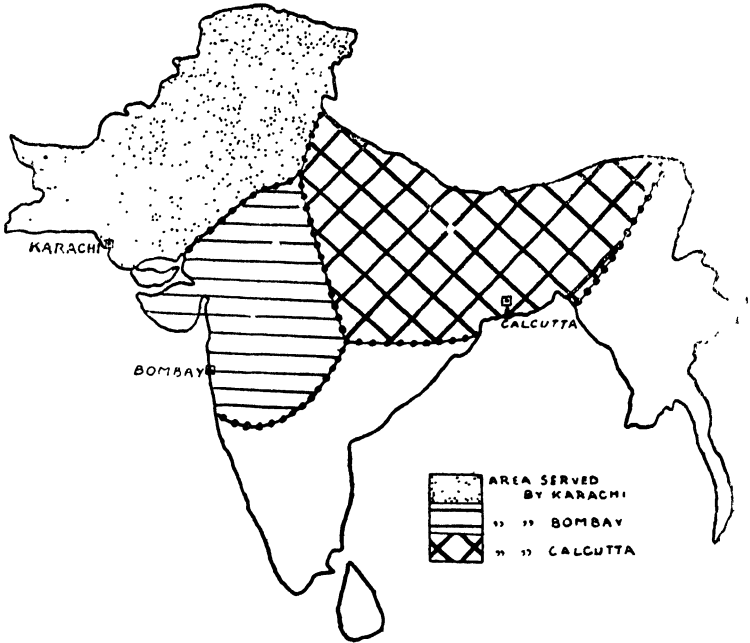 KARACHI
CALCUTTA
BOMBAY
AREA SERVED
BY KARACHI
" " BOMBAY
" " CALCUTTA